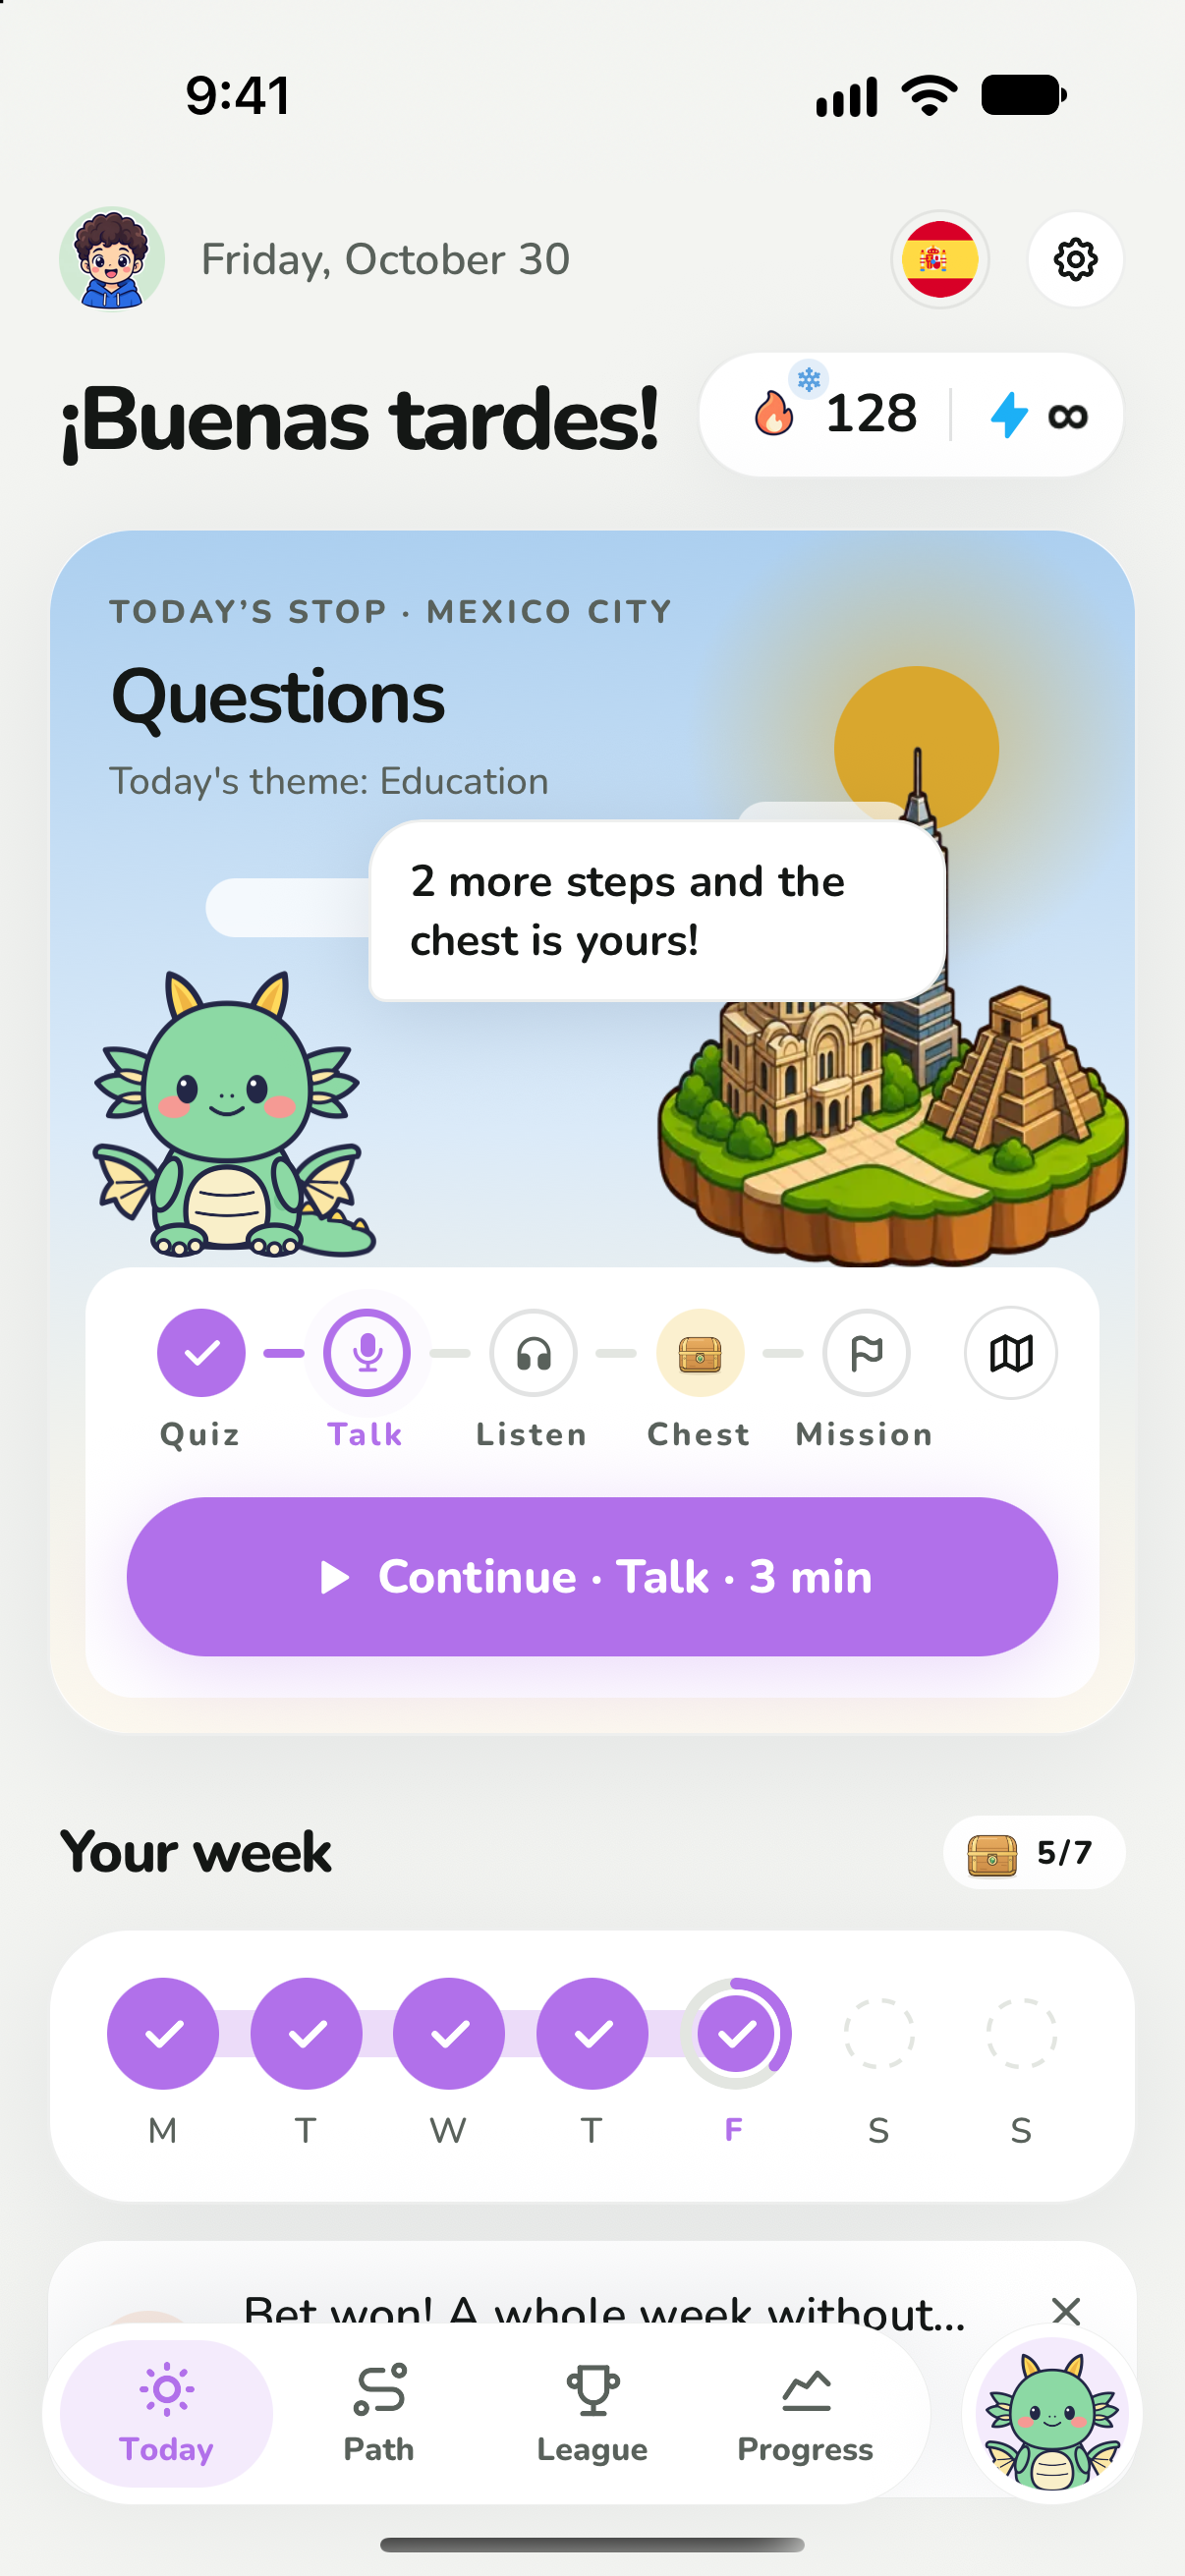 9:41
Friday, October 30
¡Buenas tardes!
128
∞
TODAY’S STOP · MEXICO CITY
Questions
Today's theme: Education
2 more steps and the
chest is yours!
Quiz
Talk
Listen
Chest
Mission
Continue · Talk · 3 min
Your week
5/7
M T W T F S S
Bet won! A whole week without...
Today
Path
League
Progress